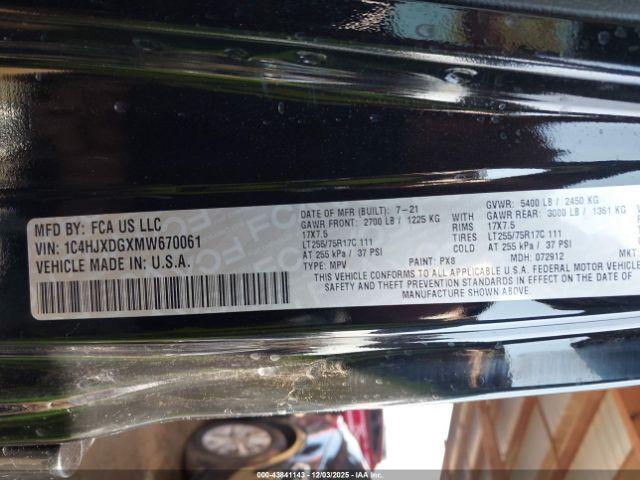 MFD BY: FCA US LLC
VIN: 1C4HJXDGXMW670061
VEHICLE MADE IN: U.S.A.
DATE OF MFR (BUILT): 7-21 GVWR: 5400 LB / 2450 KG
GAWR FRONT: 2700 LB / 1225 KG WITH GAWR REAR: 3000 LB / 1361 KG
17X7.5 RIMS 17X7.5
LT255/75R17C 111 TIRES LT255/75R17C 111
AT 255 kPa / 37 PSI COLD AT 255 kPa / 37 PSI
TYPE: MPV PAINT: PX8 MDH: 072912 MKT
THIS VEHICLE CONFORMS TO ALL APPLICABLE U.S.A. FEDERAL MOTOR VEHICLE
SAFETY AND THEFT PREVENTION STANDARDS IN EFFECT ON THE DATE OF
MANUFACTURE SHOWN ABOVE.
000-43841143 - 12/03/2025 - IAAI.COM